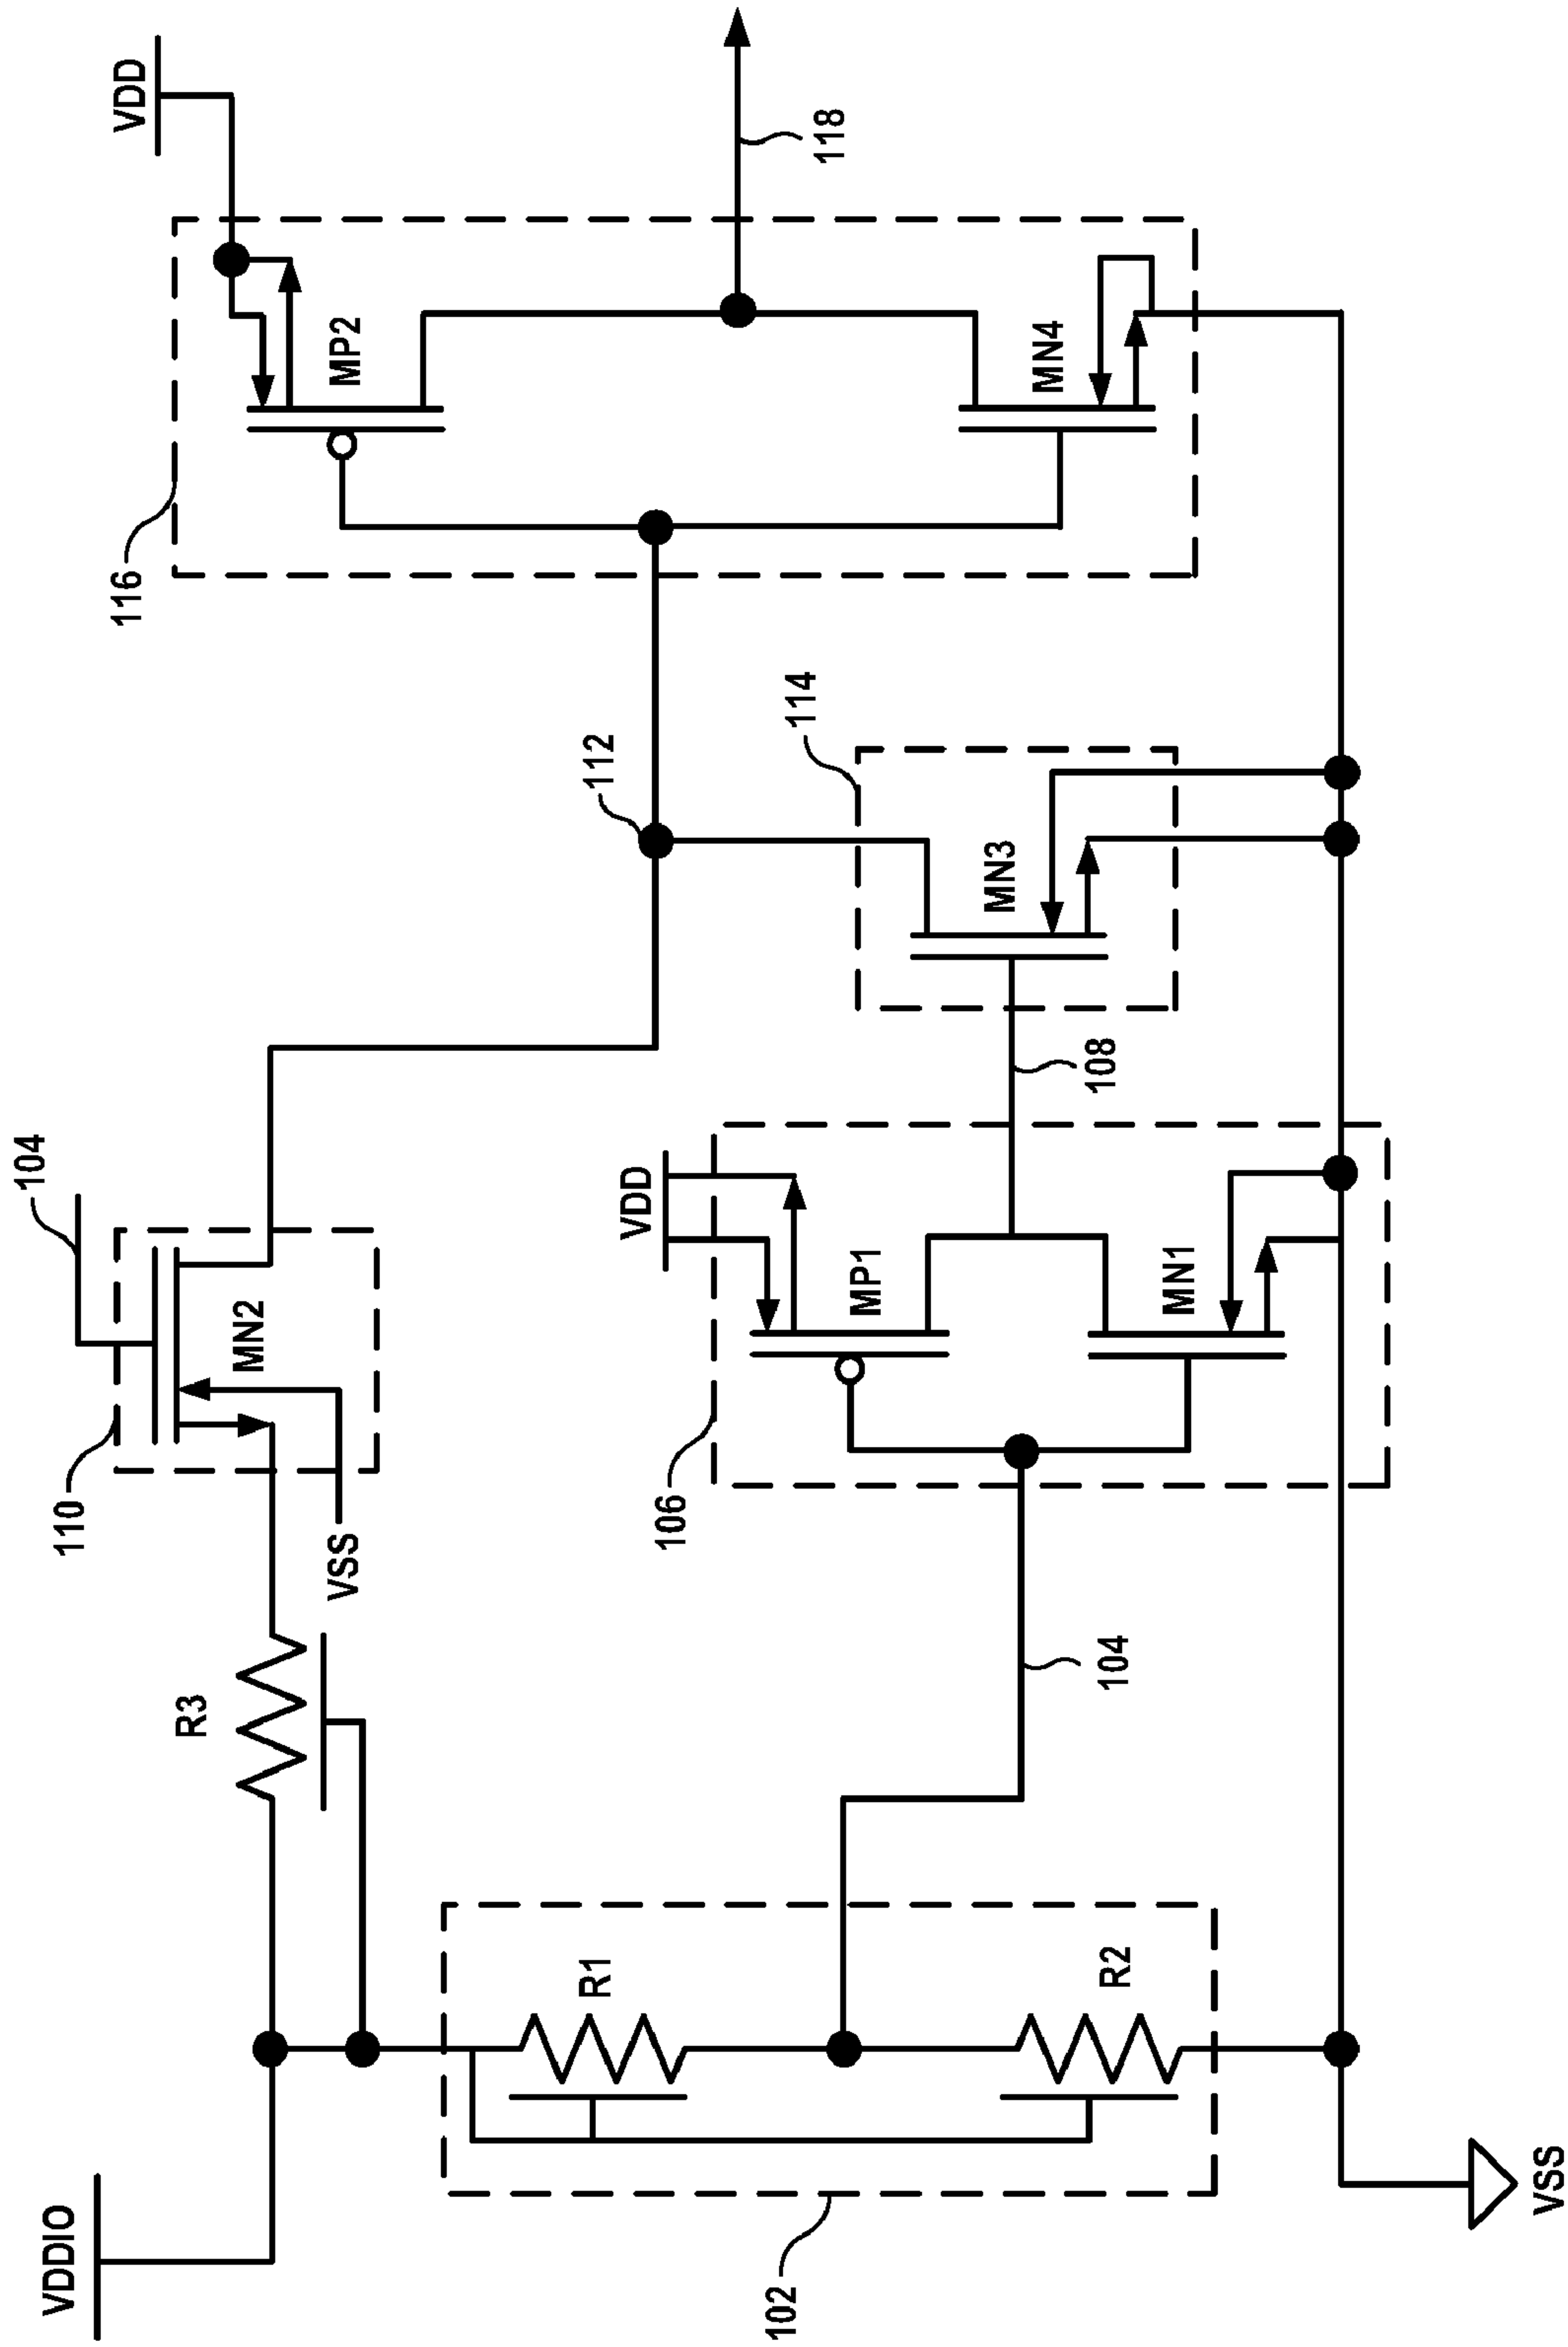 VDDIO
104
VDD
110
R3
MN2
VSS
116
MP2
112
118
114
VDD
106
MP1
MN3
R1
108
MN4
MN1
R2
104
102
VSS